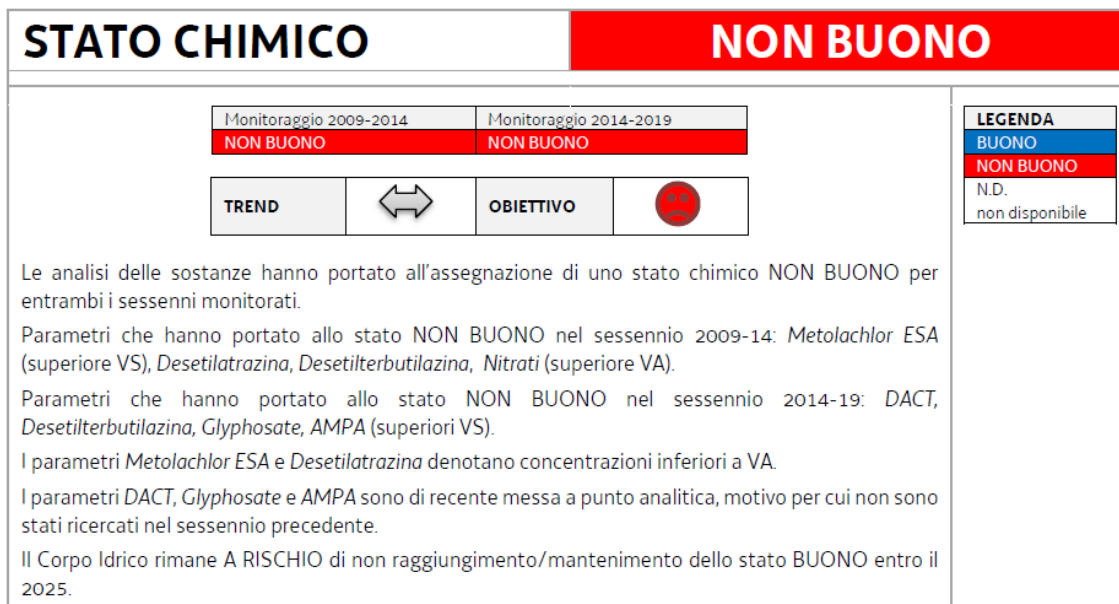 STATO CHIMICO
NON BUONO
Monitoraggio 2009-2014
Monitoraggio 2014-2019
NON BUONO
NON BUONO
TREND
OBIETTIVO
Le analisi delle sostanze hanno portato all'assegnazione di uno stato chimico NON BUONO per
entrambi i sessenni monitorati.
Parametri che hanno portato allo stato NON BUONO nel sessennio 2009-14: Metolachlor ESA
(superiore VS), Desetilatrazina, Desetilterbutilazina, Nitrati (superiore VA).
Parametri che hanno portato allo stato NON BUONO nel sessennio 2014-19: DACT,
Desetilterbutilazina, Glyphosate, AMPA (superiori VS).
I parametri Metolachlor ESA e Desetilatrazina denotano concentrazioni inferiori a VA.
I parametri DACT, Glyphosate e AMPA sono di recente messa a punto analitica, motivo per cui non sono
stati ricercati nel sessennio precedente.
Il Corpo Idrico rimane A RISCHIO di non raggiungimento/mantenimento dello stato BUONO entro il
2025.
LEGENDA
BUONO
NON BUONO
N.D.
non disponibile